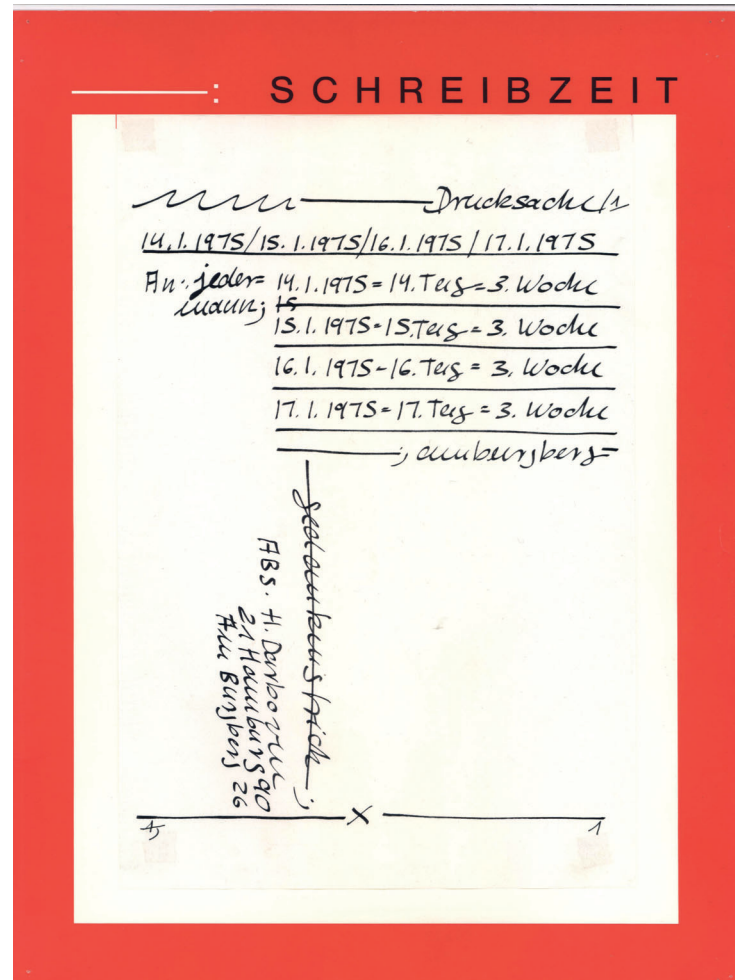 : SCHREIBZEIT
Drucksache/1
14.1.1975/15.1.1975/16.1.1975/17.1.1975
An: jeder=
mann;
14.1.1975 = 14.Tag = 3. Woche
15
15.1.1975 = 15.Tag = 3. Woche
16.1.1975 = 16.Tag = 3. Woche
17.1.1975 = 17.Tag = 3. Woche
; amburgberg=
gedankenstrich ;
ABS. H. Darboven
21 Hamburg 90
Am Burgberg 26
X
1